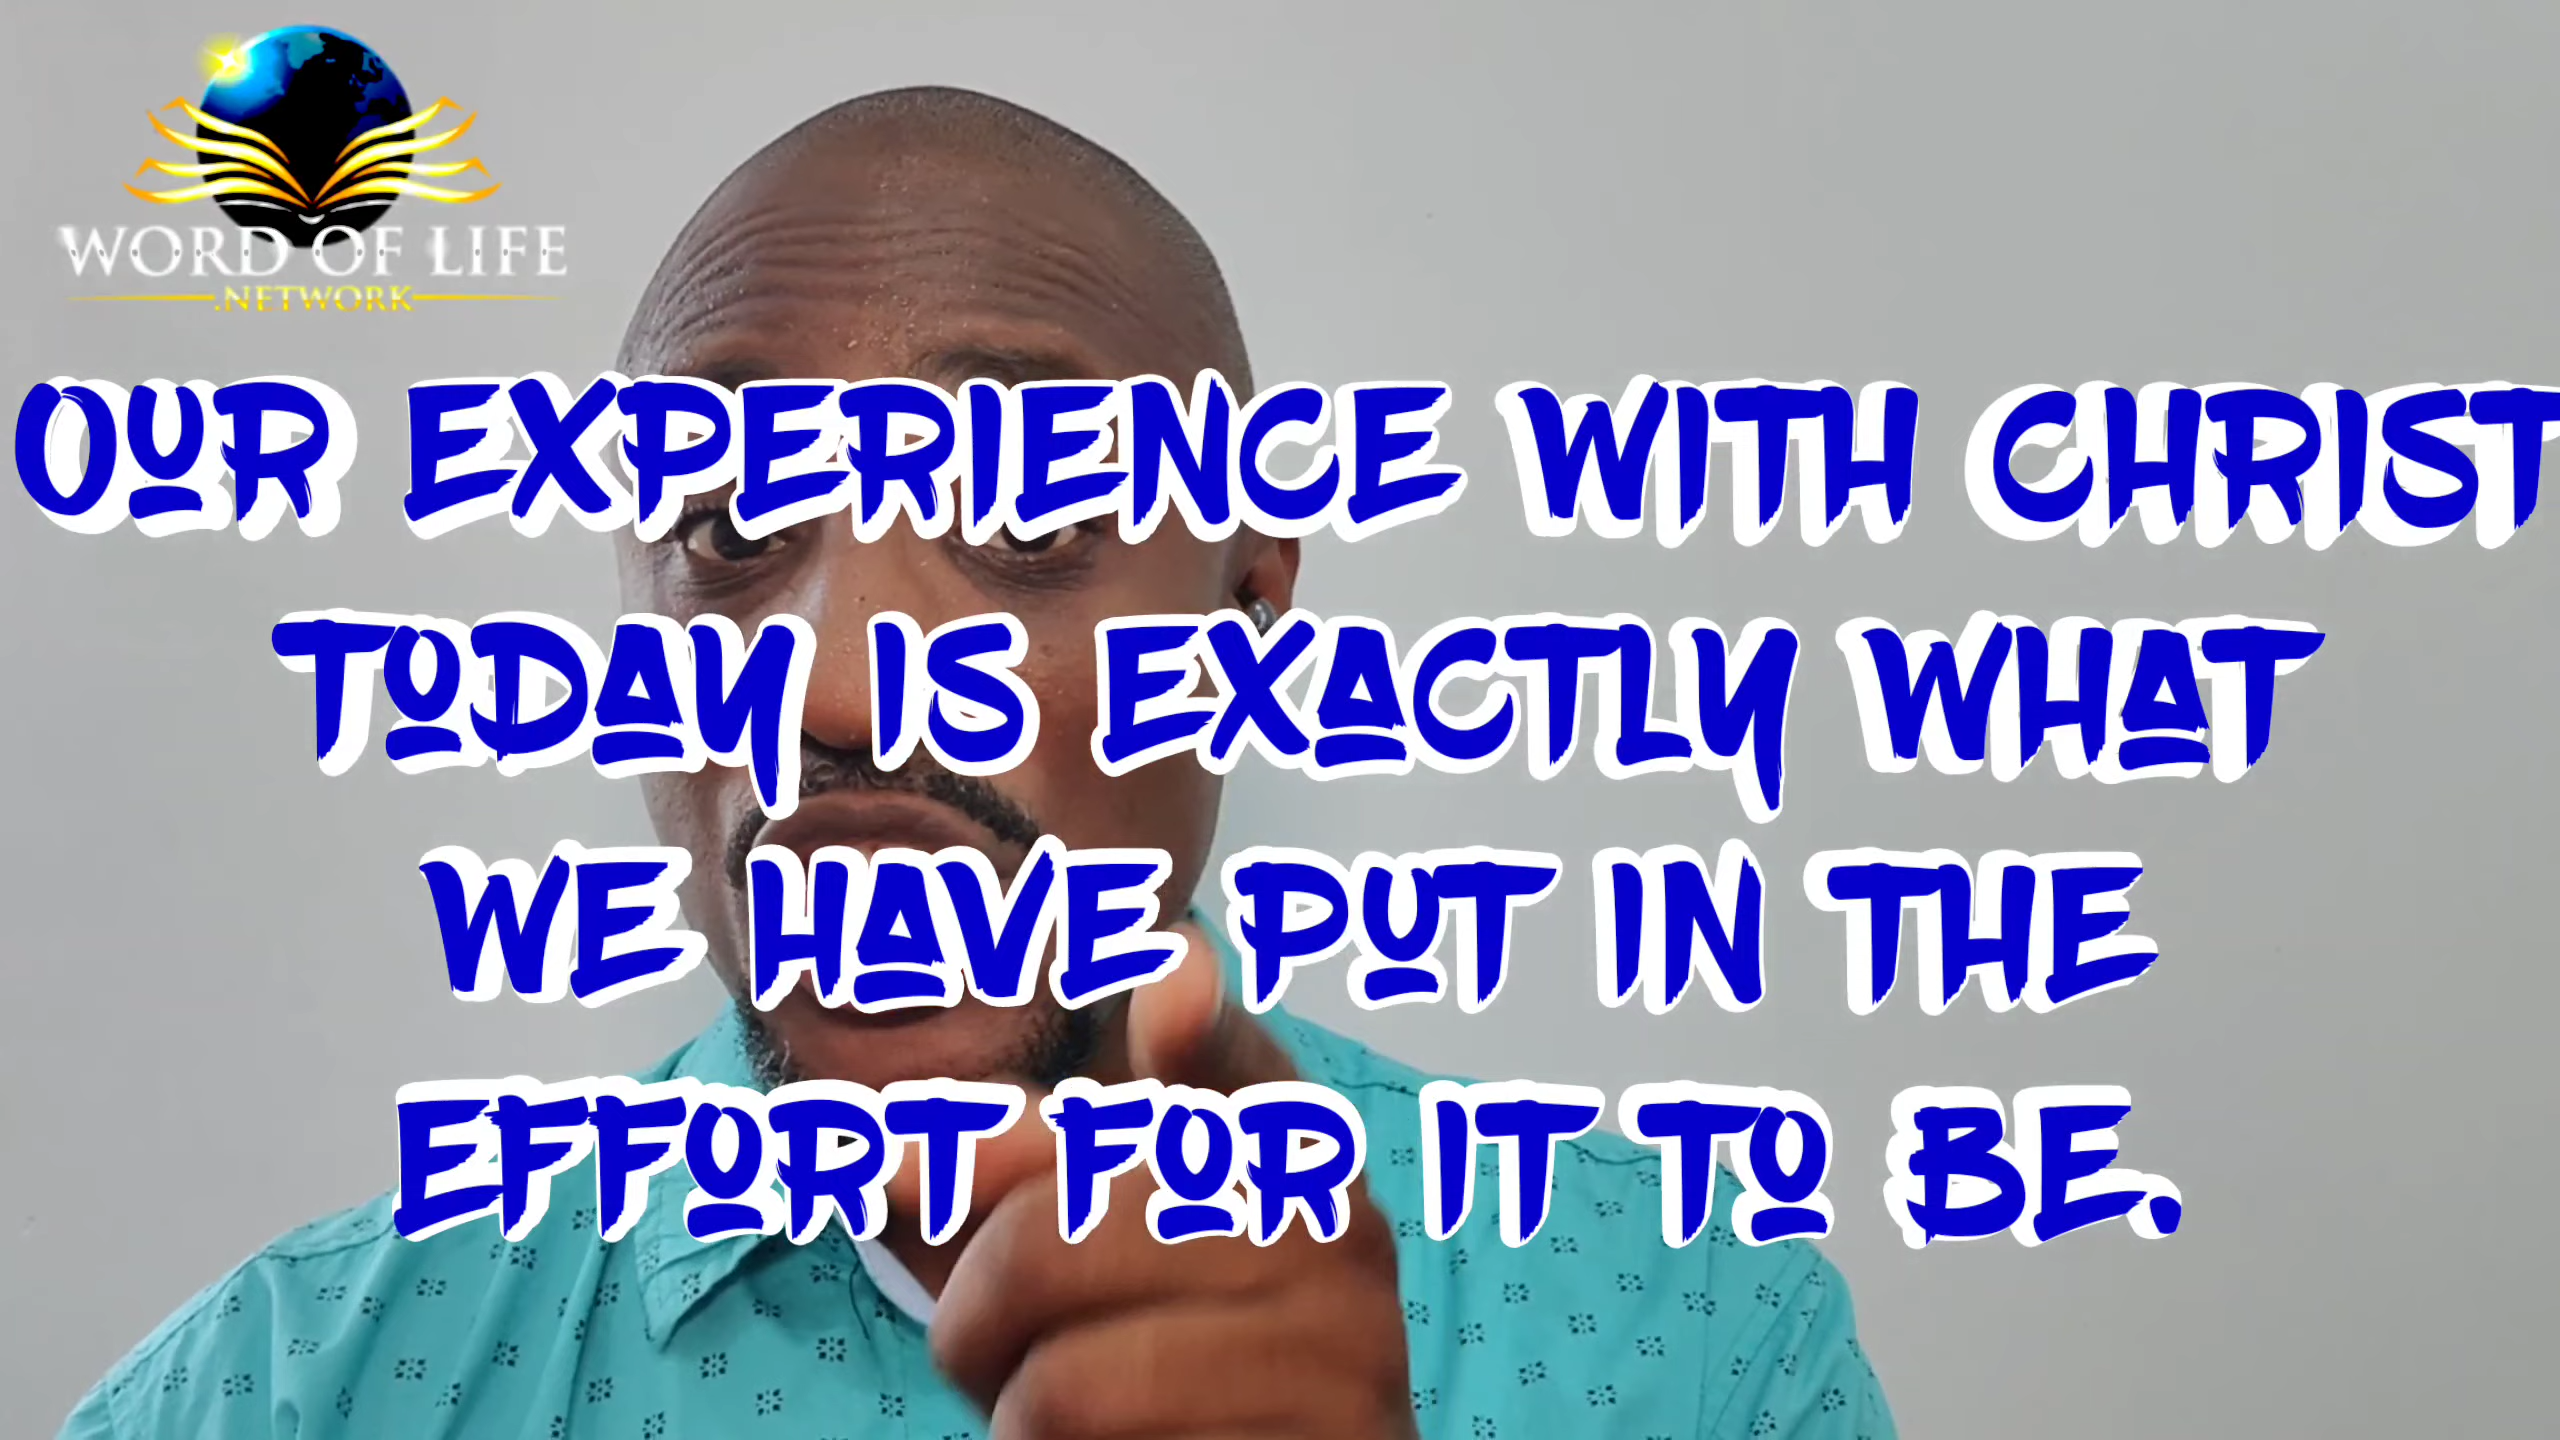 WORD OF LIFE
.NETWORK
OUR EXPERIENCE WITH CHRIST
TODAY IS EXACTLY WHAT
WE HAVE PUT IN THE
EFFORT FOR IT TO BE.